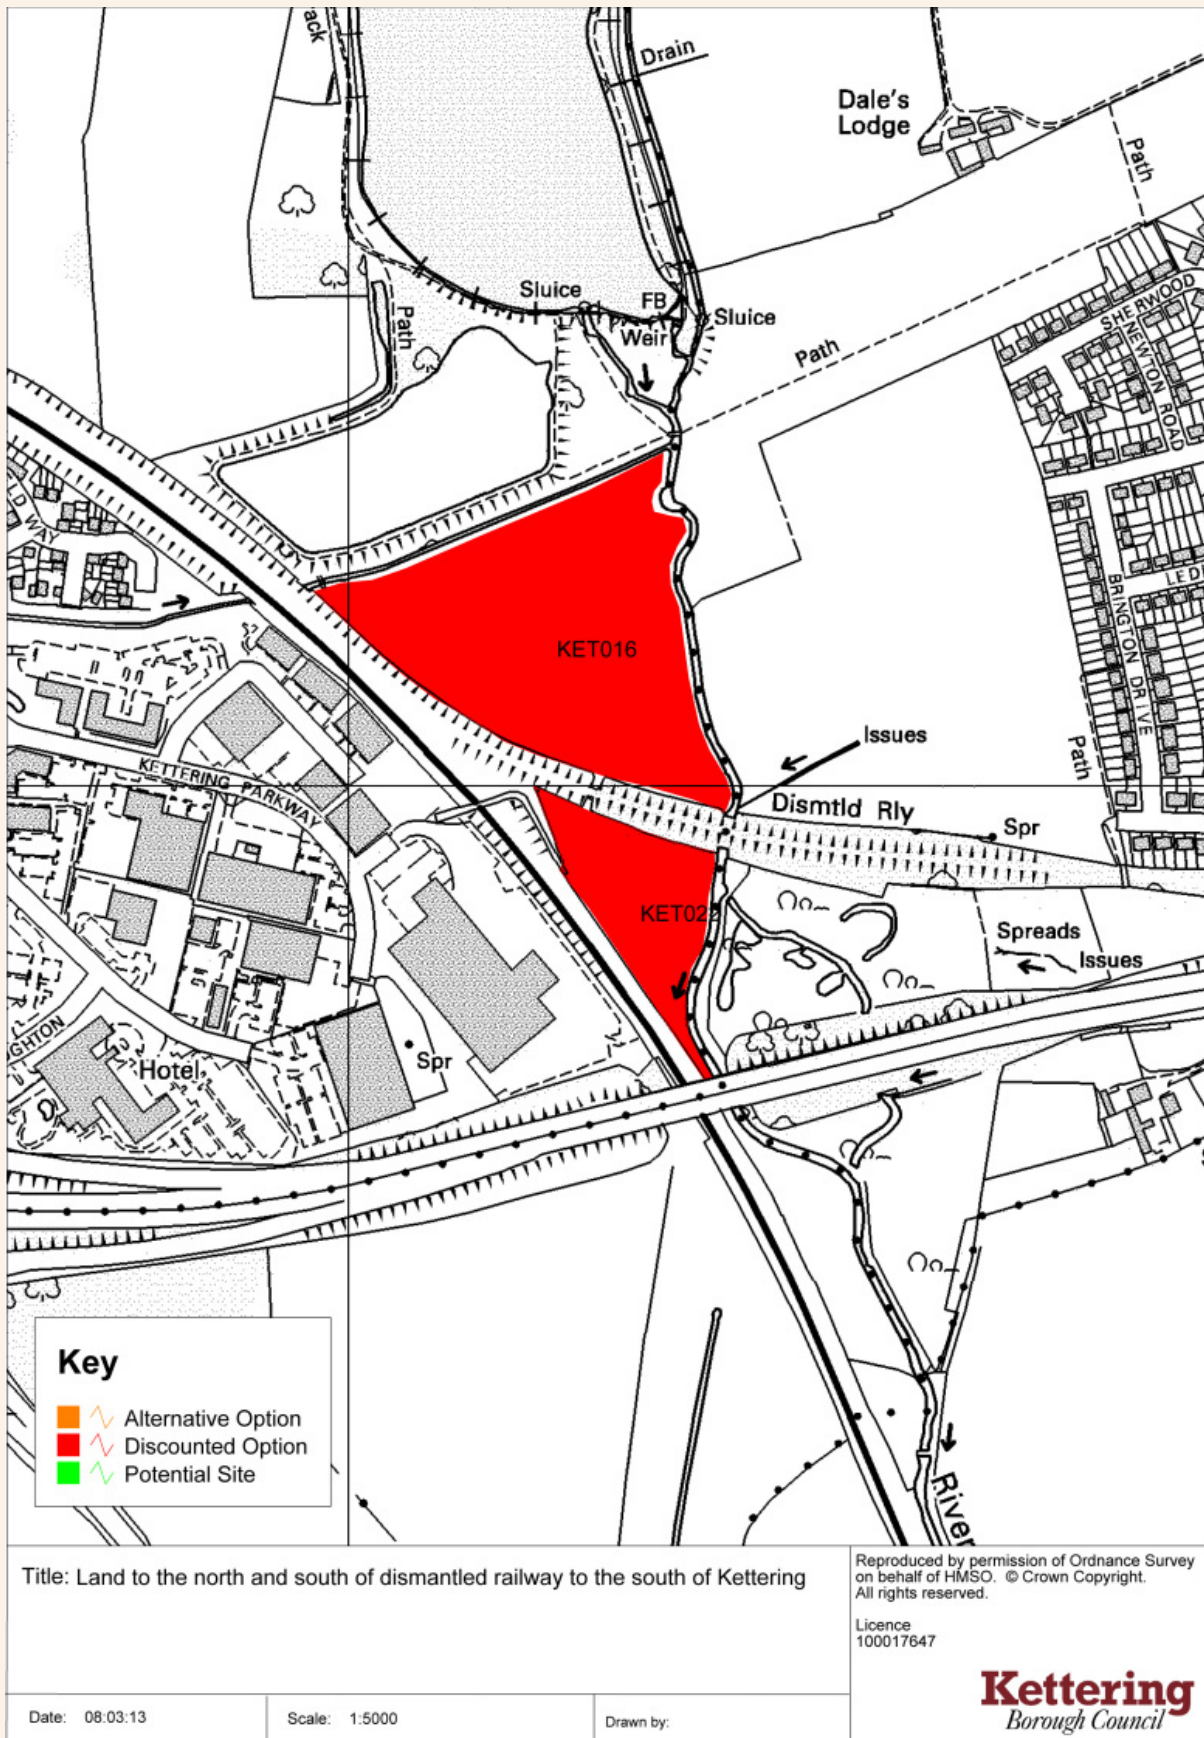 Drain
Dale's
Lodge
Path
Path
Sluice
FB
Weir
Sluice
Path
SHERWOOD
NEWTON ROAD
WAY
KET016
BRINGTON DRIVE
Issues
Path
KETTERING PARKWAY
Dismtld Rly
Spr
KET022
Spreads
Issues
Hotel
Spr
River
Key
Alternative Option
Discounted Option
Potential Site
Title: Land to the north and south of dismantled railway to the south of Kettering
Reproduced by permission of Ordnance Survey
on behalf of HMSO. © Crown Copyright.
All rights reserved.
Licence
100017647
Kettering
Borough Council
Date: 08:03:13
Scale: 1:5000
Drawn by: